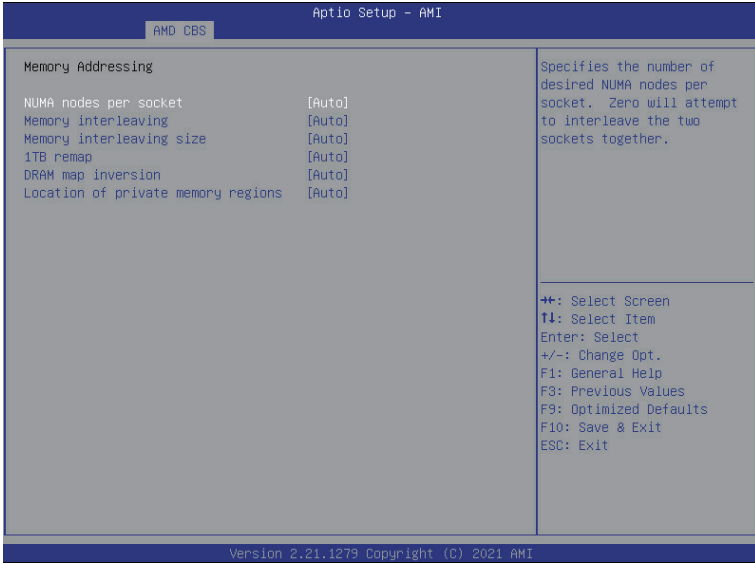 Aptio Setup – AMI
AMD CBS
Memory Addressing
NUMA nodes per socket [Auto]
Memory interleaving [Auto]
Memory interleaving size [Auto]
1TB remap [Auto]
DRAM map inversion [Auto]
Location of private memory regions [Auto]
Specifies the number of
desired NUMA nodes per
socket.  Zero will attempt
to interleave the two
sockets together.
→←: Select Screen
↑↓: Select Item
Enter: Select
+/-: Change Opt.
F1: General Help
F3: Previous Values
F9: Optimized Defaults
F10: Save & Exit
ESC: Exit
Version 2.21.1279 Copyright (C) 2021 AMI